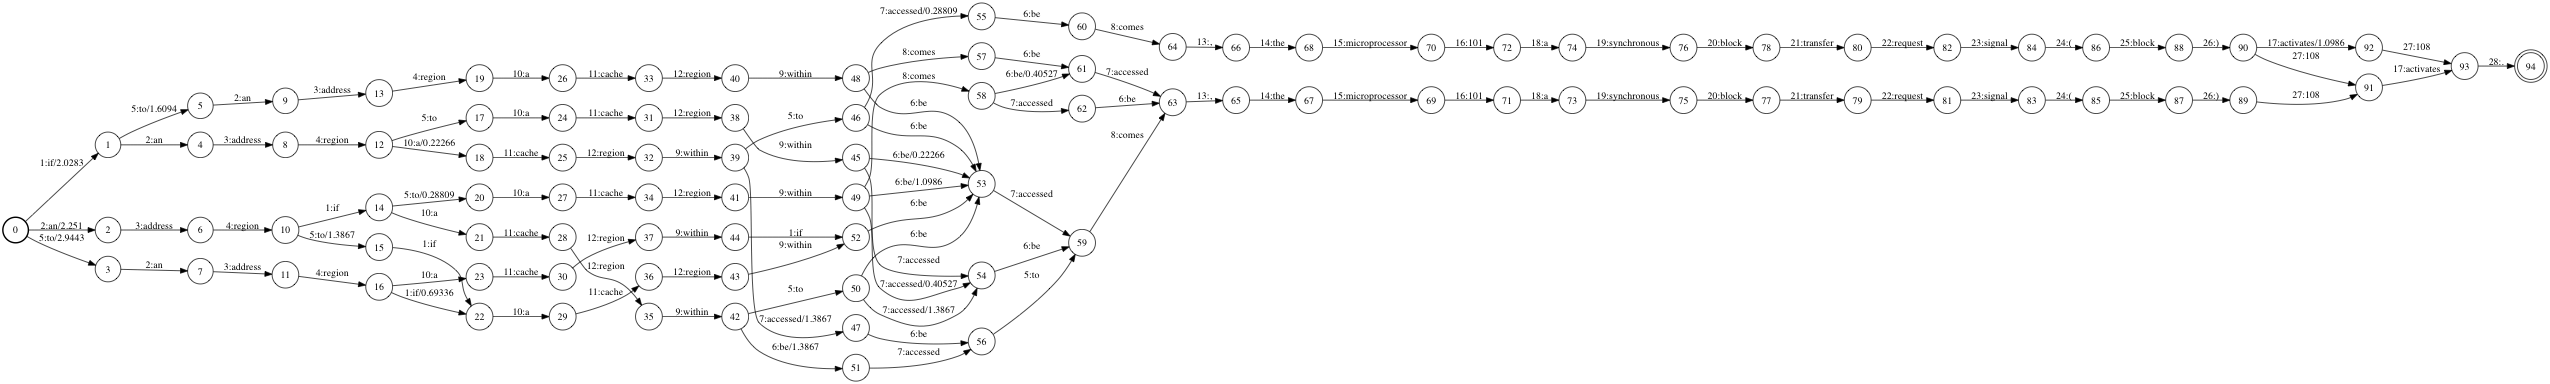 0
1:if/2.0283
2:an/2.251
5:to/2.9443
1
5:to/1.6094
2:an
2
3:address
3
2:an
5
2:an
4
3:address
6
4:region
7
3:address
9
3:address
8
4:region
10
1:if
5:to/1.3867
11
4:region
13
4:region
12
5:to
10:a/0.22266
14
5:to/0.28809
10:a
15
1:if
16
10:a
1:if/0.69336
19
10:a
17
10:a
18
11:cache
20
10:a
21
11:cache
23
11:cache
22
10:a
26
11:cache
24
11:cache
25
12:region
27
11:cache
28
12:region
30
12:region
29
11:cache
33
12:region
31
12:region
32
9:within
34
12:region
37
9:within
36
12:region
35
9:within
40
9:within
38
9:within
39
5:to
7:accessed/1.3867
41
9:within
44
1:if
43
9:within
42
5:to
6:be/1.3867
48
8:comes
6:be
46
7:accessed/0.28809
6:be
45
6:be/0.22266
7:accessed
49
8:comes
6:be/1.0986
7:accessed/0.40527
52
6:be
50
6:be
7:accessed/1.3867
47
6:be
51
7:accessed
55
6:be
57
6:be
58
6:be/0.40527
7:accessed
53
7:accessed
54
6:be
56
5:to
60
8:comes
61
7:accessed
62
6:be
59
8:comes
64
13:,
66
14:the
68
15:microprocessor
70
16:101
72
18:a
74
19:synchronous
76
20:block
78
21:transfer
80
22:request
82
23:signal
84
24:(
86
25:block
88
26:)
90
17:activates/1.0986
27:108
92
27:108
63
13:,
65
14:the
67
15:microprocessor
69
16:101
71
18:a
73
19:synchronous
75
20:block
77
21:transfer
79
22:request
81
23:signal
83
24:(
85
25:block
87
26:)
89
27:108
91
17:activates
93
28:.
94